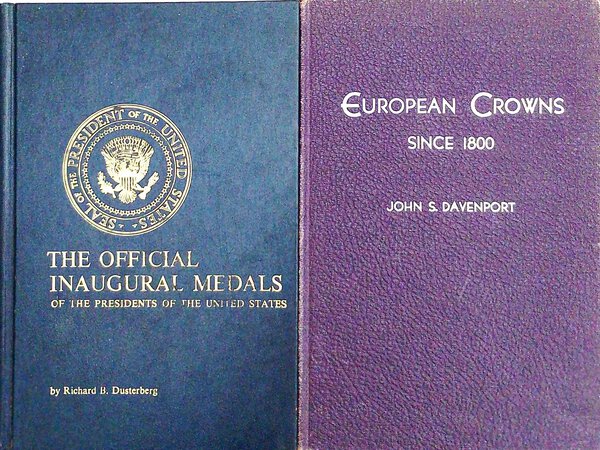 SEAL OF THE PRESIDENT OF THE UNITED STATES
THE OFFICIAL
INAUGURAL MEDALS
OF THE PRESIDENTS OF THE UNITED STATES
by Richard B. Dusterberg
EUROPEAN CROWNS
SINCE 1800
JOHN S. DAVENPORT